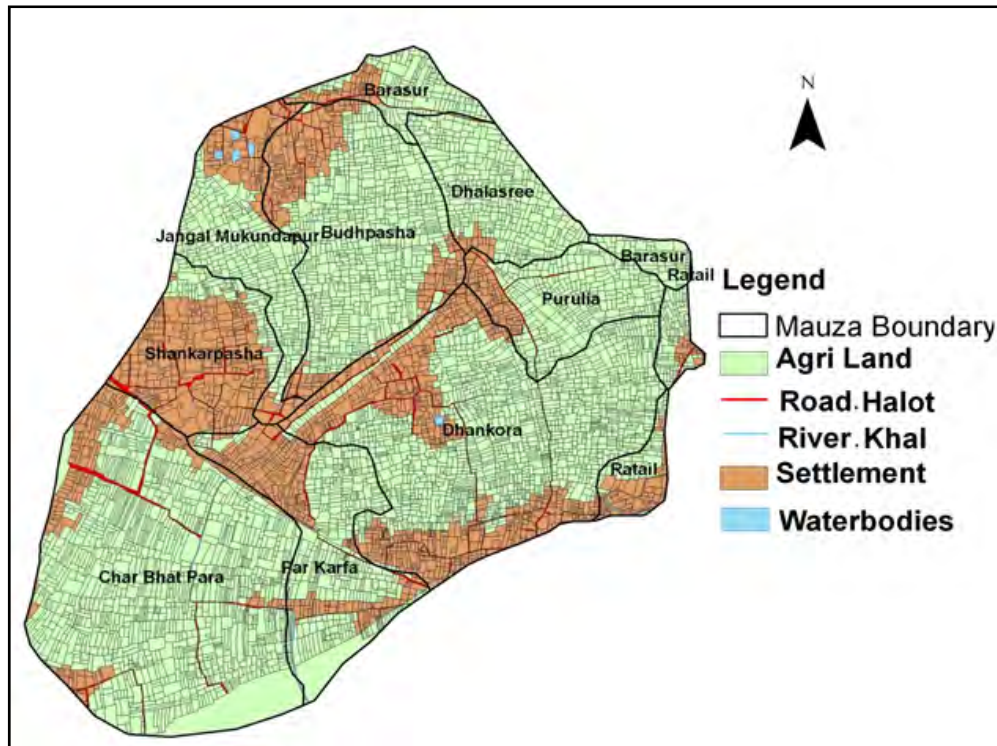 N
Barasur
Dhalasree
Jangal Mukundapur
Budhpasha
Barasur
Ratail
Purulia
Shankarpasha
Dhankora
Ratail
Char Bhat Para
Par Karfa
Legend
Mauza Boundary
Agri Land
Road.Halot
River.Khal
Settlement
Waterbodies